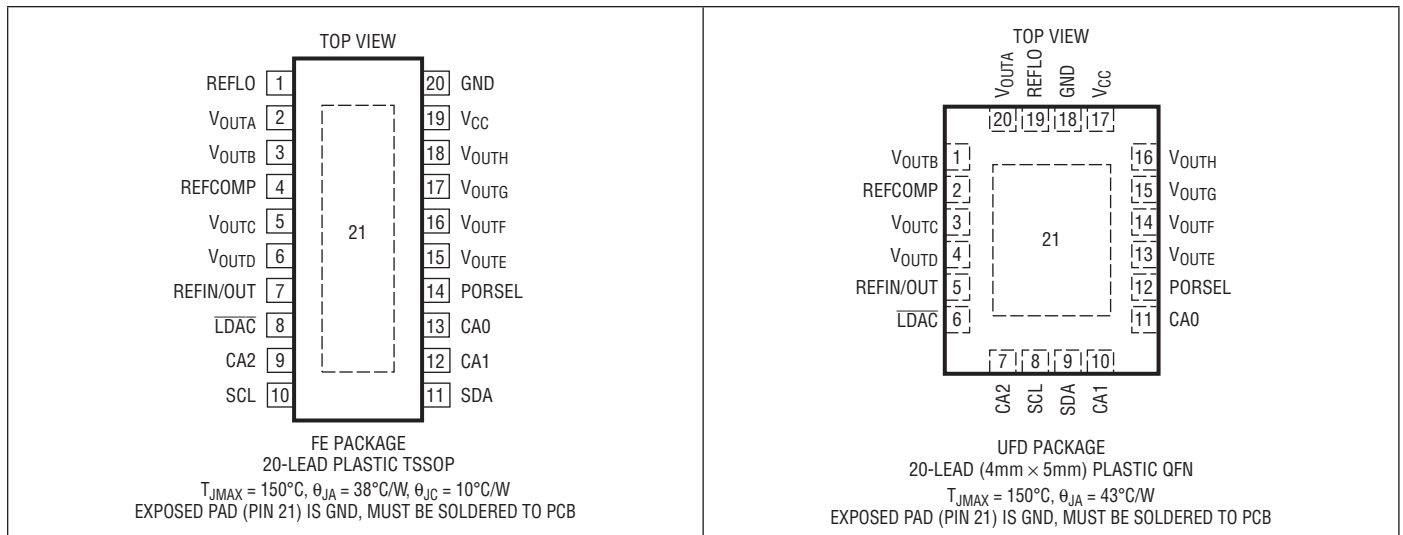 TOP VIEW
REFLO 1
VOUTA 2
VOUTB 3
REFCOMP 4
VOUTC 5
VOUTD 6
REFIN/OUT 7
LDAC 8
CA2 9
SCL 10
20 GND
19 VCC
18 VOUTH
17 VOUTG
16 VOUTF
15 VOUTE
14 PORSEL
13 CA0
12 CA1
11 SDA
21
FE PACKAGE
20-LEAD PLASTIC TSSOP
TJMAX = 150°C, θJA = 38°C/W, θJC = 10°C/W
EXPOSED PAD (PIN 21) IS GND, MUST BE SOLDERED TO PCB
TOP VIEW
VOUTA REFLO GND VCC
20 19 18 17
VOUTB 1
REFCOMP 2
VOUTC 3
VOUTD 4
REFIN/OUT 5
LDAC 6
16 VOUTH
15 VOUTG
14 VOUTF
13 VOUTE
12 PORSEL
11 CA0
21
7 8 9 10
CA2 SCL SDA CA1
UFD PACKAGE
20-LEAD (4mm × 5mm) PLASTIC QFN
TJMAX = 150°C, θJA = 43°C/W
EXPOSED PAD (PIN 21) IS GND, MUST BE SOLDERED TO PCB